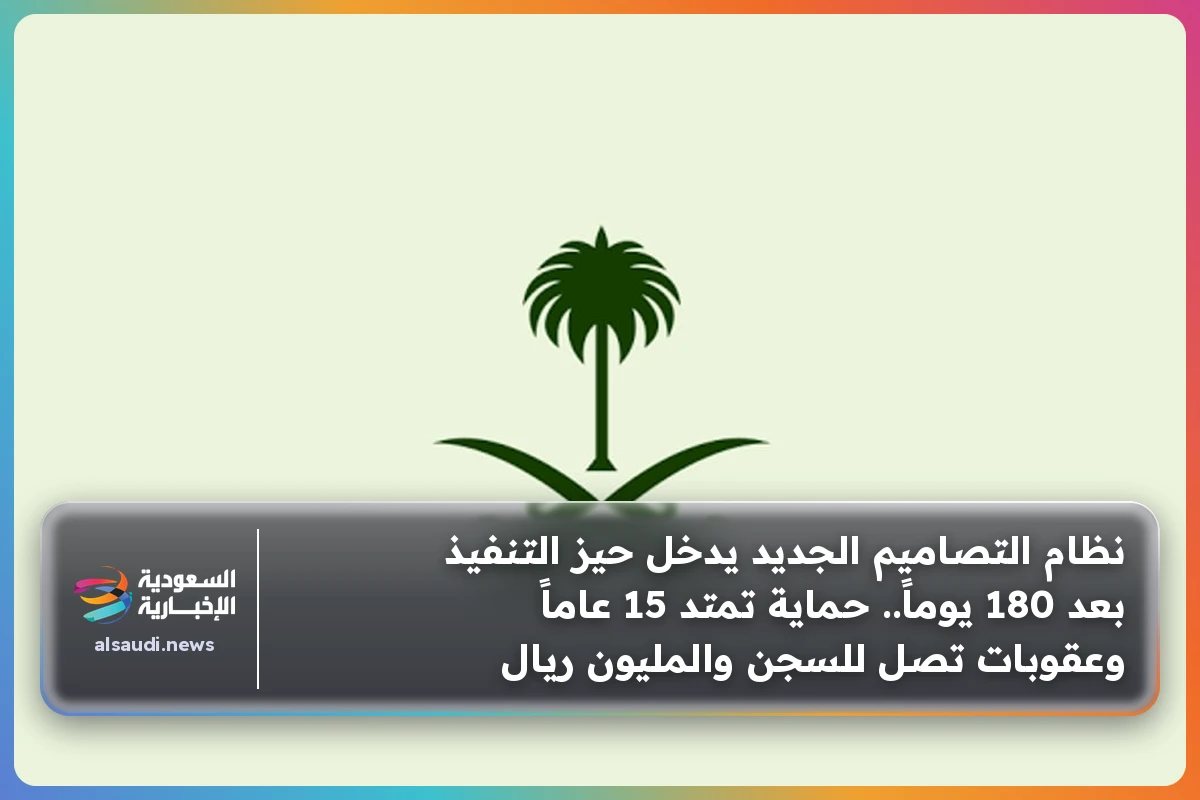 نظام التصاميم الجديد يدخل حيز التنفيذ
بعد 180 يوماً.. حماية تمتد 15 عاماً
وعقوبات تصل للسجن والمليون ريال
السعودية
الإخبارية
alsaudi.news